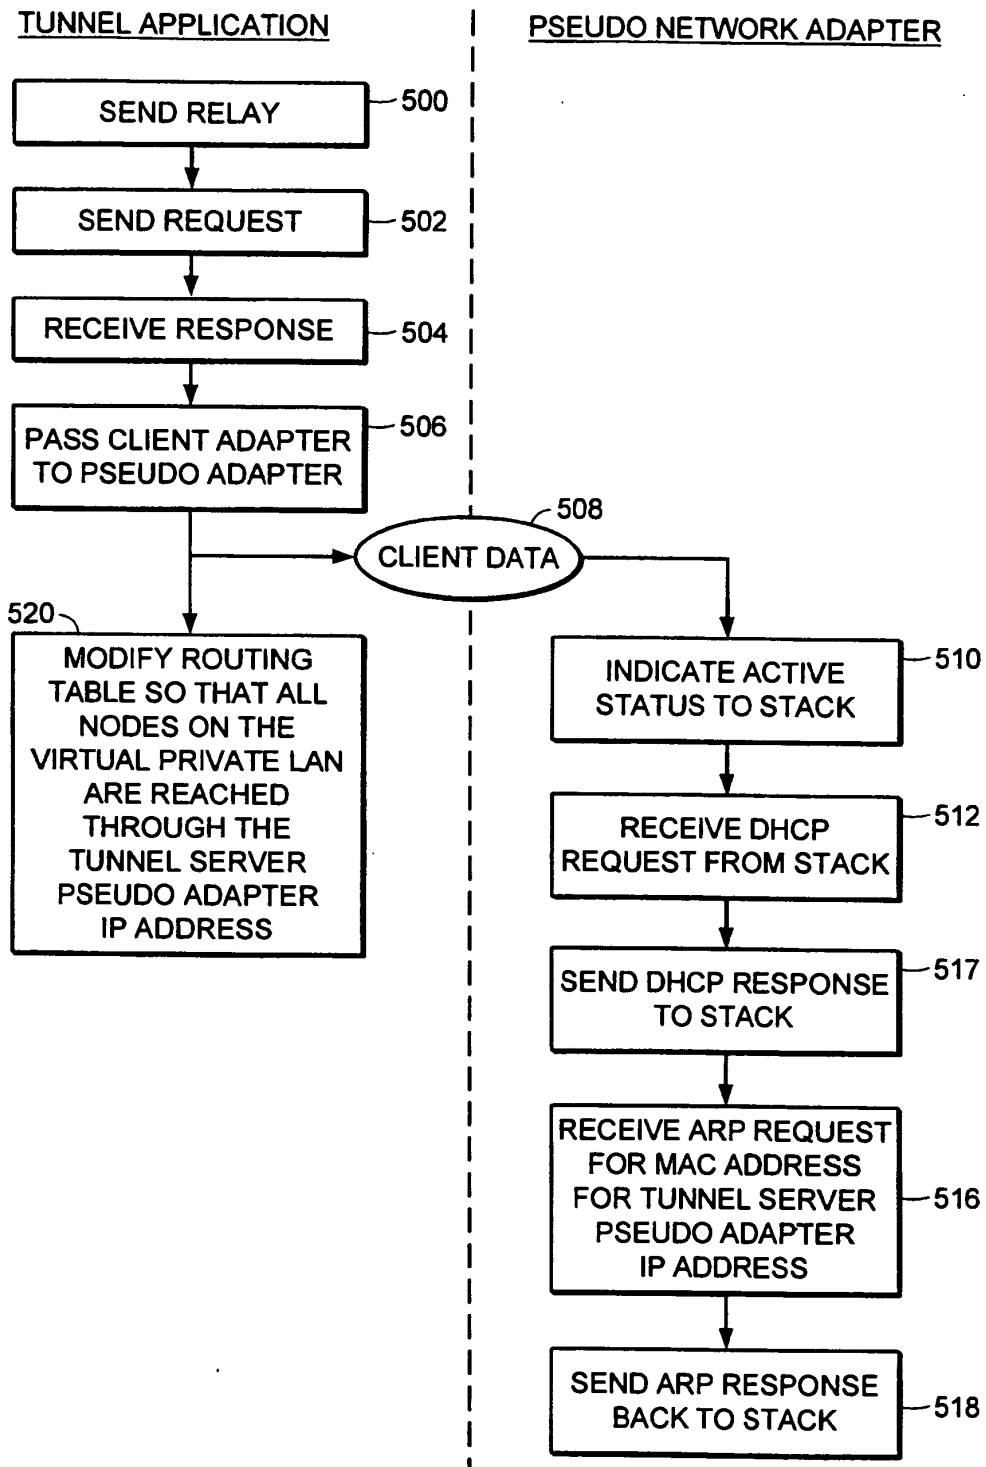 TUNNEL APPLICATION
SEND RELAY
500
SEND REQUEST
502
RECEIVE RESPONSE
504
PASS CLIENT ADAPTER
TO PSEUDO ADAPTER
506
CLIENT DATA
508
520
MODIFY ROUTING
TABLE SO THAT ALL
NODES ON THE
VIRTUAL PRIVATE LAN
ARE REACHED
THROUGH THE
TUNNEL SERVER
PSEUDO ADAPTER
IP ADDRESS
PSEUDO NETWORK ADAPTER
INDICATE ACTIVE
STATUS TO STACK
510
RECEIVE DHCP
REQUEST FROM STACK
512
SEND DHCP RESPONSE
TO STACK
517
RECEIVE ARP REQUEST
FOR MAC ADDRESS
FOR TUNNEL SERVER
PSEUDO ADAPTER
IP ADDRESS
516
SEND ARP RESPONSE
BACK TO STACK
518